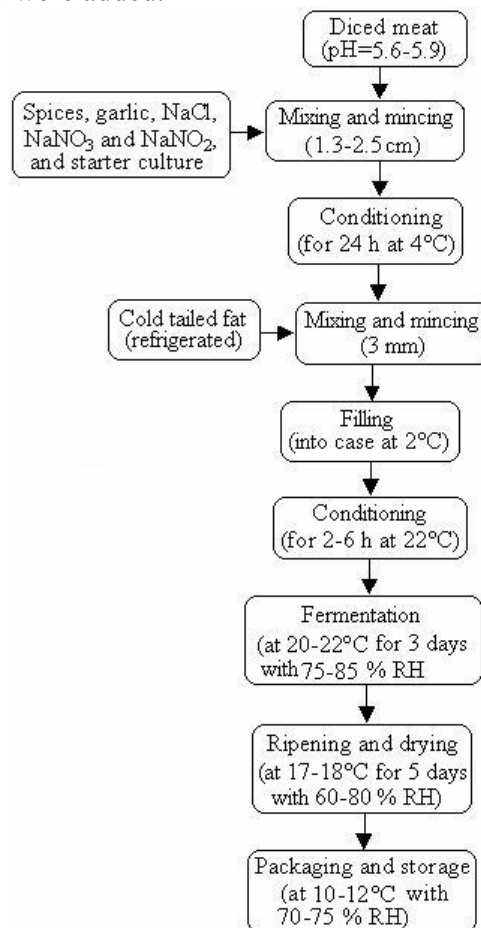 were added.
Diced meat
(pH=5.6-5.9)
Spices, garlic, NaCl,
NaNO3 and NaNO2,
and starter culture
Mixing and mincing
(1.3-2.5 cm)
Conditioning
(for 24 h at 4°C)
Cold tailed fat
(refrigerated)
Mixing and mincing
(3 mm)
Filling
(into case at 2°C)
Conditioning
(for 2-6 h at 22°C)
Fermentation
(at 20-22°C for 3 days
with 75-85 % RH
Ripening and drying
(at 17-18°C for 5 days
with 60-80 % RH)
Packaging and storage
(at 10-12°C with
70-75 % RH)